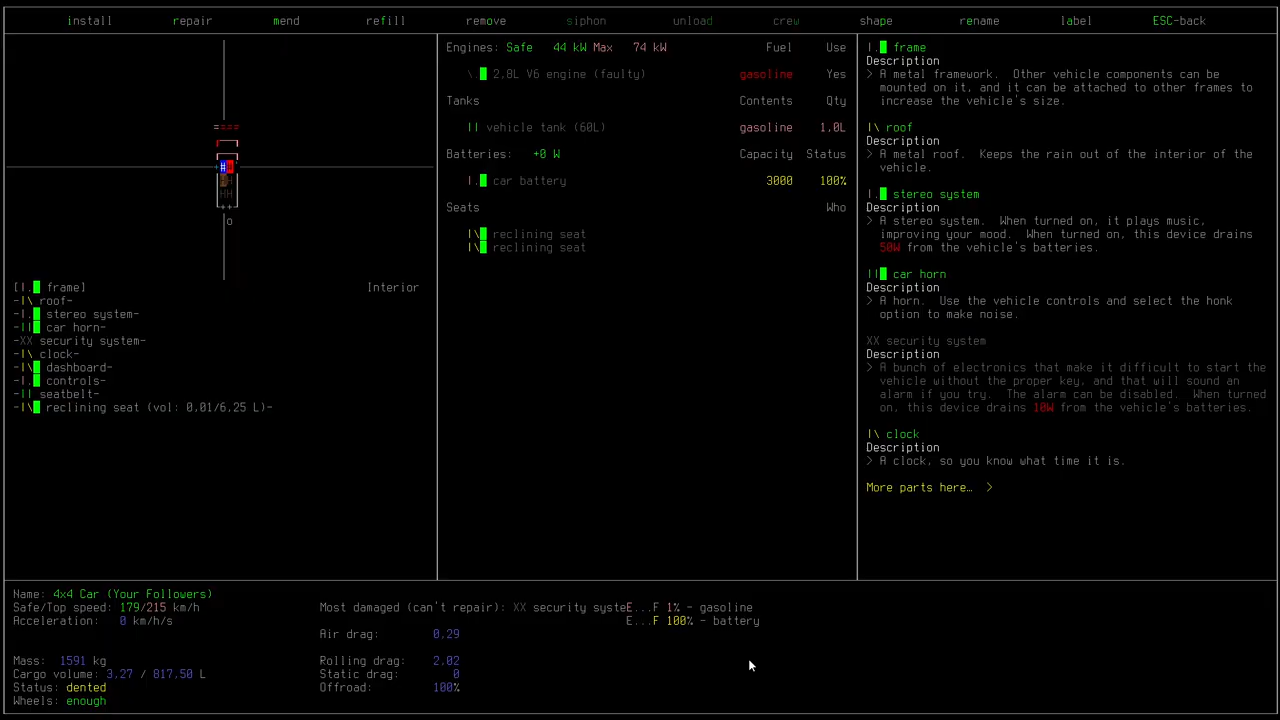 install repair mend refill remove siphon unload crew shape rename label ESC-back
Engines: Safe 44 kW Max 74 kW Fuel Use
\ 2.8L V6 engine (faulty) gasoline Yes
Tanks Contents Qty
|| vehicle tank (60L) gasoline 1.0L
Batteries: +0 W Capacity Status
|. car battery 3000 100%
Seats Who
|\ reclining seat
|\ reclining seat
[|. frame] Interior
-|\ roof-
-|. stereo system-
-|| car horn-
-XX security system-
-|\ clock-
-|\ dashboard-
-|. controls-
-|| seatbelt-
-|\ reclining seat (vol: 0.01/6.25 L)-
|. frame
Description
> A metal framework. Other vehicle components can be
mounted on it, and it can be attached to other frames to
increase the vehicle's size.
|\ roof
Description
> A metal roof. Keeps the rain out of the interior of the
vehicle.
|. stereo system
Description
> A stereo system. When turned on, it plays music,
improving your mood. When turned on, this device drains
50W from the vehicle's batteries.
|| car horn
Description
> A horn. Use the vehicle controls and select the honk
option to make noise.
XX security system
Description
> A bunch of electronics that make it difficult to start the
vehicle without the proper key, and that will sound an
alarm if you try. The alarm can be disabled. When turned
on, this device drains 10W from the vehicle's batteries.
|\ clock
Description
> A clock, so you know what time it is.
More parts here… >
Name: 4x4 Car (Your Followers)
Safe/Top speed: 179/215 km/h Most damaged (can't repair): XX security systeE...F 1% - gasoline
Acceleration: 0 km/h/s E...F 100% - battery
Air drag: 0.29
Mass: 1591 kg Rolling drag: 2.02
Cargo volume: 3.27 / 817.50 L Static drag: 0
Status: dented Offroad: 100%
Wheels: enough